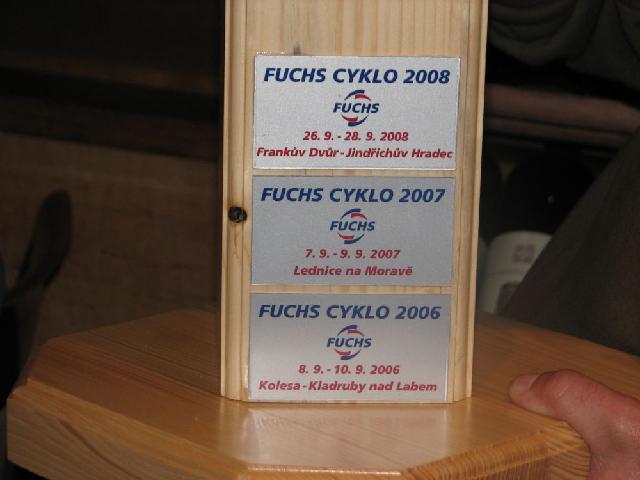 FUCHS CYKLO 2008
FUCHS
26. 9. - 28. 9. 2008
Frankův Dvůr - Jindřichův Hradec
FUCHS CYKLO 2007
FUCHS
7. 9. - 9. 9. 2007
Lednice na Moravě
FUCHS CYKLO 2006
FUCHS
8. 9. - 10. 9. 2006
Kolesa - Kladruby nad Labem